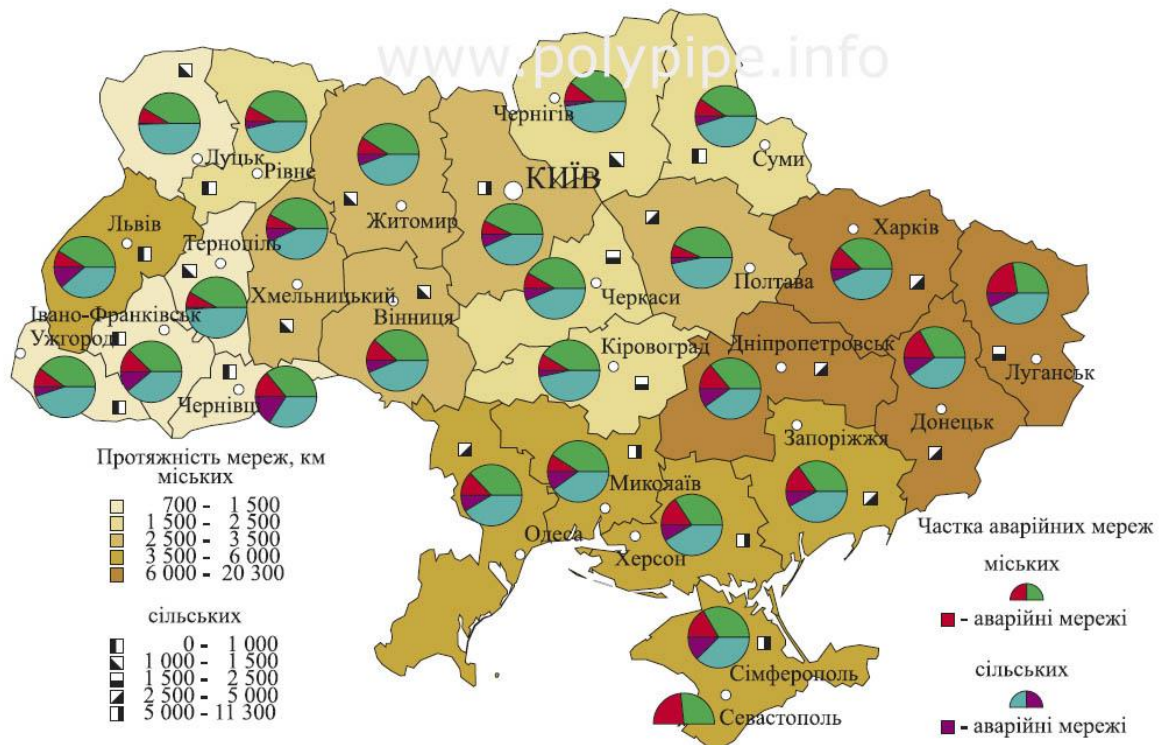 www.polypipe.info
Чернігів
Суми
Луцьк
Рівне
КИЇВ
Житомир
Львів
Тернопіль
Харків
Хмельницький
Черкаси
Полтава
Івано-Франківськ
Вінниця
Ужгород
Кіровоград
Дніпропетровськ
Луганськ
Чернівці
Донецьк
Запоріжжя
Миколаїв
Одеса
Херсон
Сімферополь
Севастополь
Протяжність мереж, км
міських
700 - 1 500
1 500 - 2 500
2 500 - 3 500
3 500 - 6 000
6 000 - 20 300
сільських
0 - 1 000
1 000 - 1 500
1 500 - 2 500
2 500 - 5 000
5 000 - 11 300
Частка аварійних мереж
міських
- аварійні мережі
сільських
- аварійні мережі